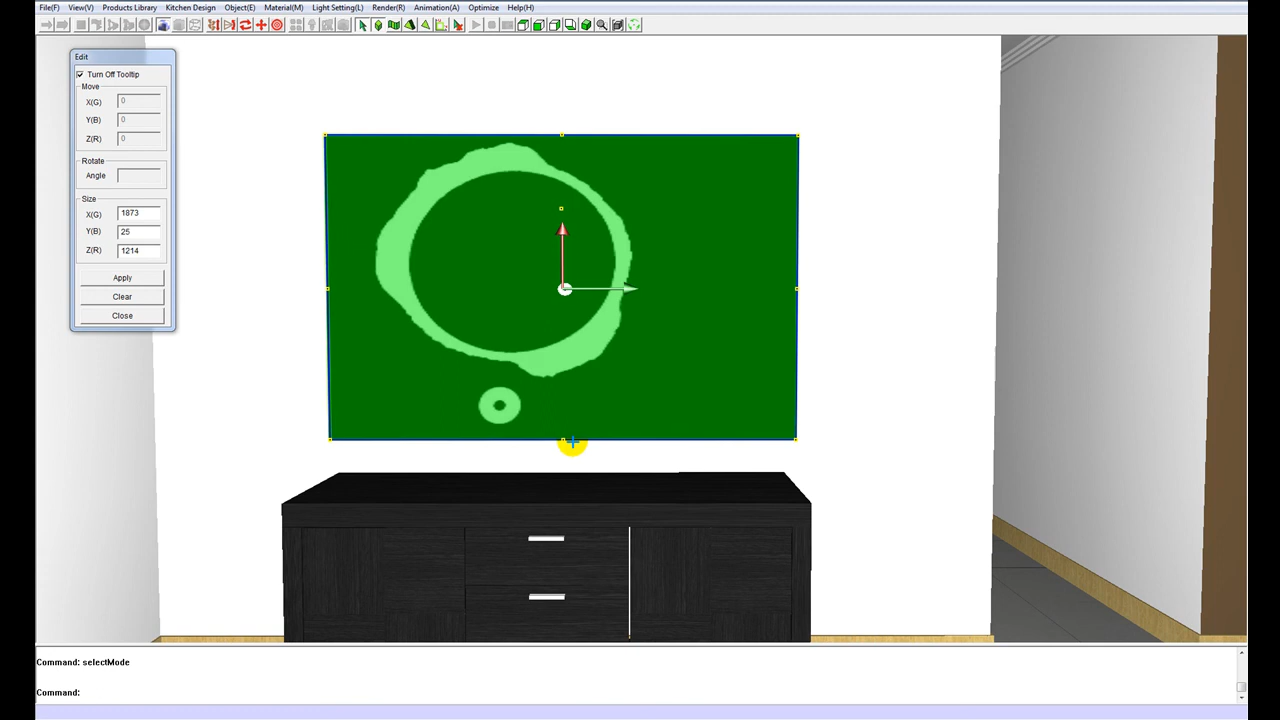 File(F) View(V) Products Library Kitchen Design Object(E) Material(M) Light Setting(L) Render(R) Animation(A) Optimize Help(H)
Edit
Turn Off Tooltip
Move
X(G) 0
Y(B) 0
Z(R) 0
Rotate
Angle
Size
X(G) 1873
Y(B) 25
Z(R) 1214
Apply
Clear
Close
Command: selectMode
Command: